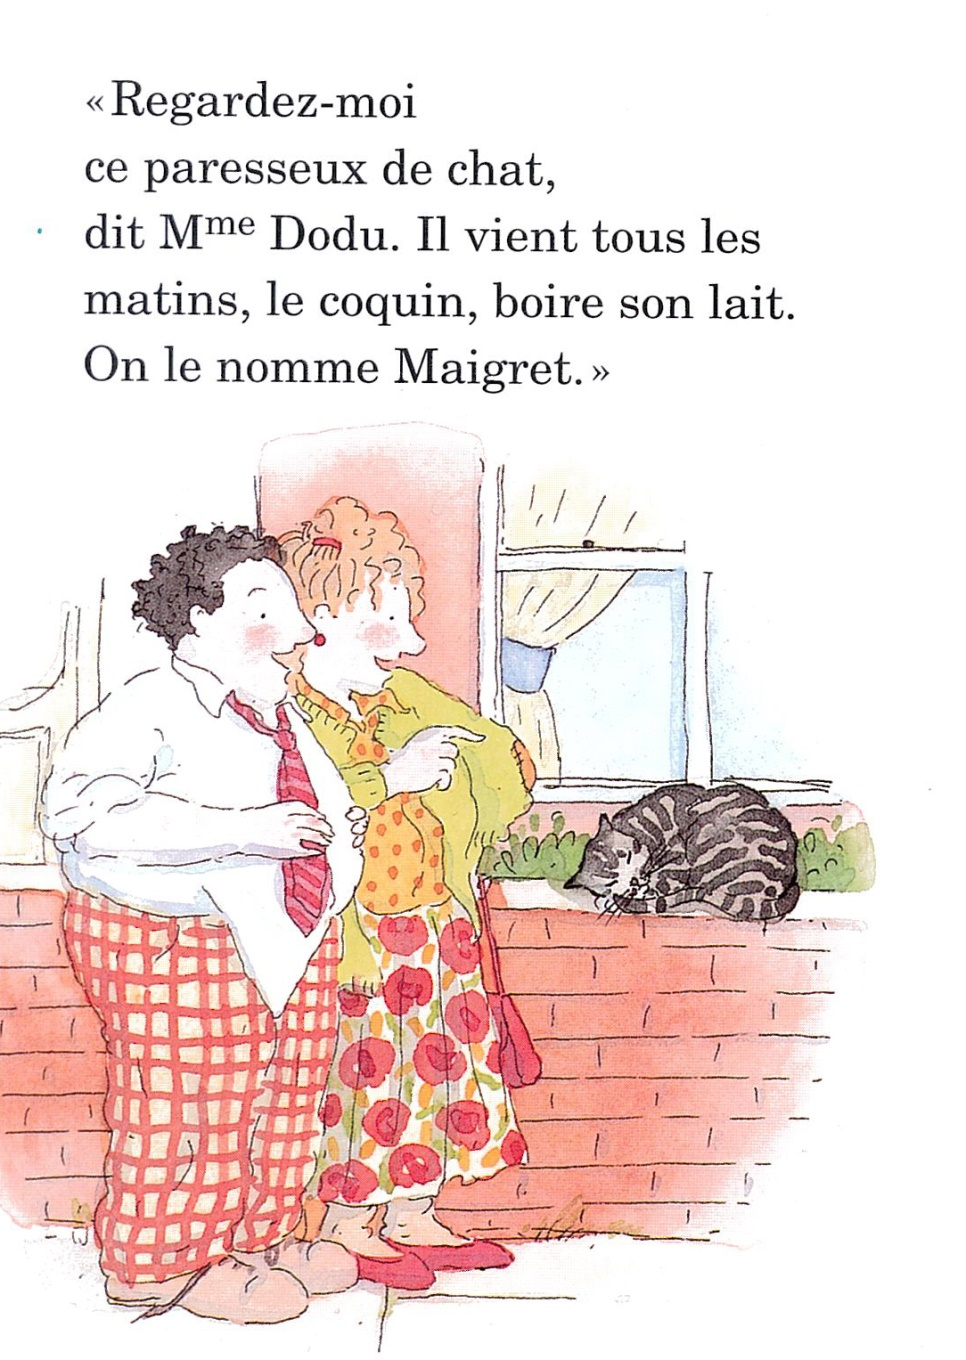 « Regardez-moi
ce paresseux de chat,
dit Mme Dodu. Il vient tous les
matins, le coquin, boire son lait.
On le nomme Maigret. »